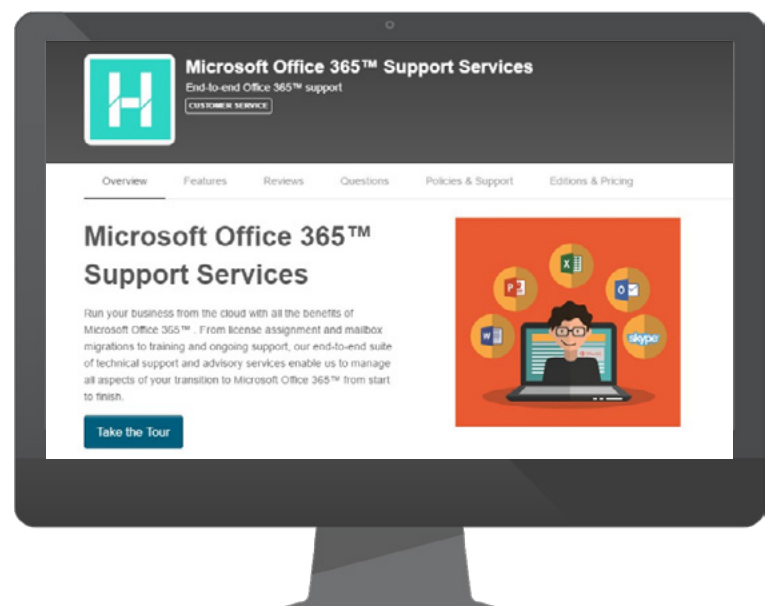 H
Microsoft Office 365™ Support Services
End-to-end Office 365™ support
CUSTOMER SERVICE
Overview Features Reviews Questions Policies & Support Editions & Pricing
Microsoft Office 365™
Support Services
Run your business from the cloud with all the benefits of
Microsoft Office 365™ . From license assignment and mailbox
migrations to training and ongoing support, our end-to-end suite
of technical support and advisory services enable us to manage
all aspects of your transition to Microsoft Office 365™ from start
to finish.
Take the Tour
X
P
O
W
skype